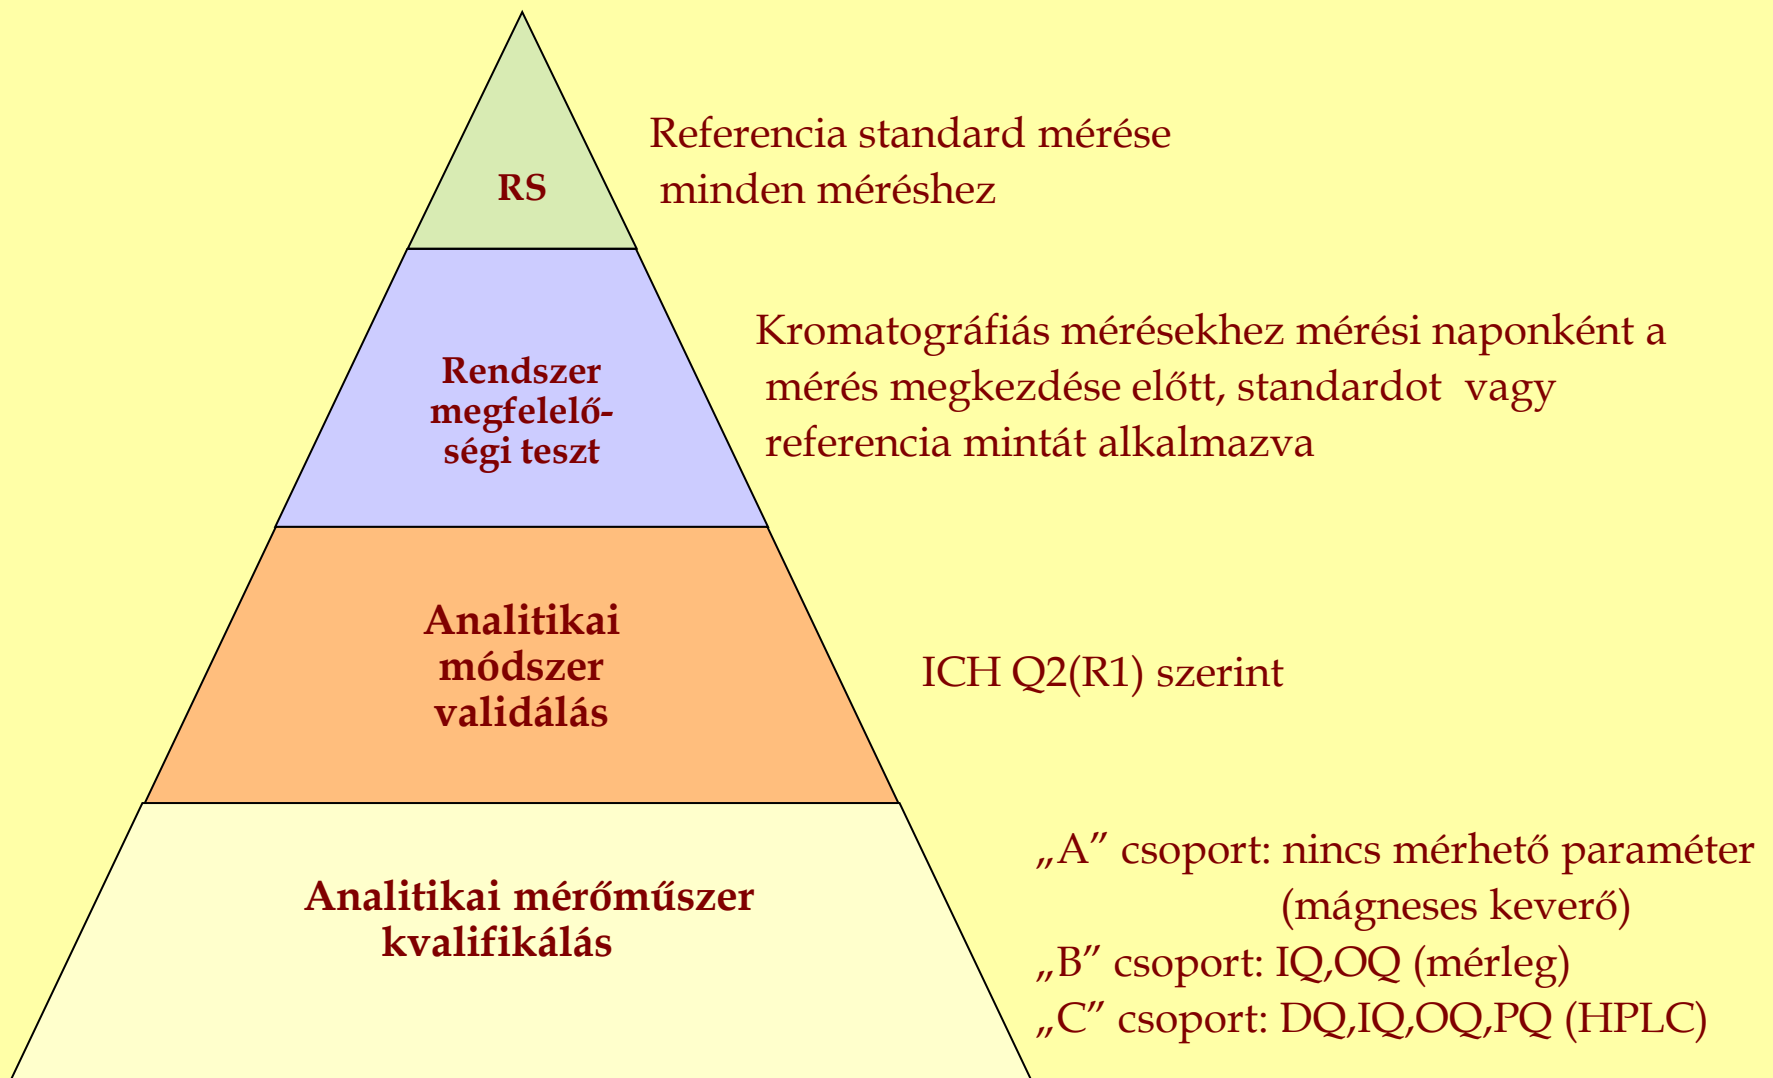 RS
Referencia standard mérése
minden méréshez
Rendszer
megfelelő-
ségi teszt
Kromatográfiás mérésekhez mérési naponként a
mérés megkezdése előtt, standardot vagy
referencia mintát alkalmazva
Analitikai
módszer
validálás
ICH Q2(R1) szerint
Analitikai mérőműszer
kvalifikálás
„A” csoport: nincs mérhető paraméter
(mágneses keverő)
„B” csoport: IQ,OQ (mérleg)
„C” csoport: DQ,IQ,OQ,PQ (HPLC)